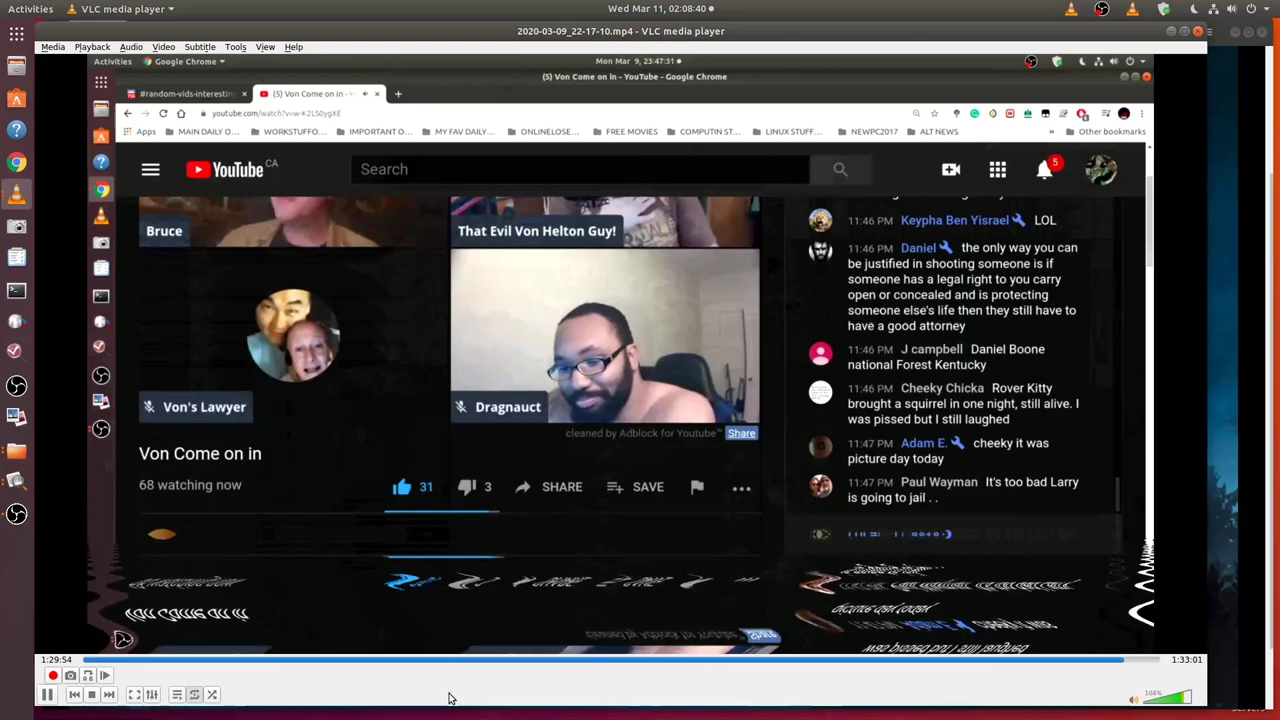 Activities VLC media player Wed Mar 11, 02:08:40
2020-03-09_22-17-10.mp4 - VLC media player
Media Playback Audio Video Subtitle Tools View Help
Activities Google Chrome Mon Mar 9, 23:47:31
(5) Von Come on in - YouTube - Google Chrome
#random-vids-interestin (5) Von Come on in -
youtube.com/watch?v=w-K2LS0ygXE
Apps MAIN DAILY O... WORKSTUFFO... IMPORTANT O... MY FAV DAILY... ONLINELOSE... FREE MOVIES COMPUTIN ST... LINUX STUFF... NEWPC2017 ALT NEWS » Other bookmarks
YouTube CA Search 5
Bruce
That Evil Von Helton Guy!
Von's Lawyer
Dragnauct
cleaned by Adblock for Youtube™ Share
Von Come on in
68 watching now
31 3 SHARE SAVE
11:46 PM Keypha Ben Yisrael LOL
11:46 PM Daniel the only way you can
be justified in shooting someone is if
someone has a legal right to you carry
open or concealed and is protecting
someone else's life then they still have to
have a good attorney
11:46 PM J campbell Daniel Boone
national Forest Kentucky
11:46 PM Cheeky Chicka Rover Kitty
brought a squirrel in one night, still alive. I
was pissed but I still laughed
11:47 PM Adam E. cheeky it was
picture day today
11:47 PM Paul Wayman It's too bad Larry
is going to jail . .
1:29:54 1:33:01
104%